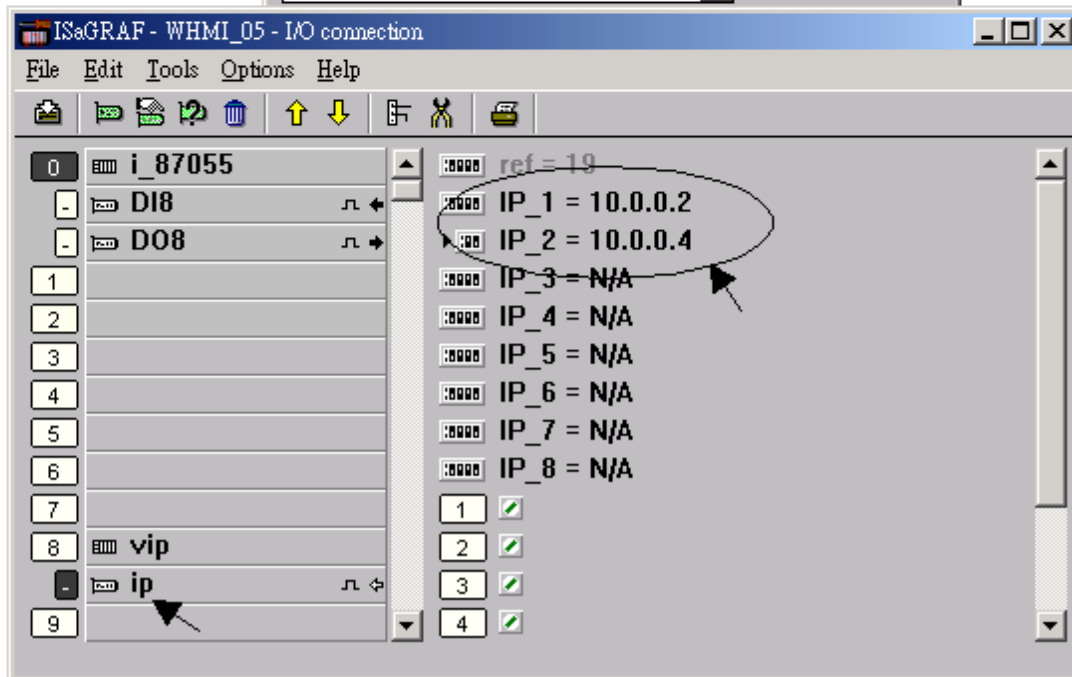 ISaGRAF - WHMI_05 - I/O connection
File Edit Tools Options Help
0 i_87055
- DI8
- DO8
1
2
3
4
5
6
7
8 vip
- ip
9
ref = 19
IP_1 = 10.0.0.2
IP_2 = 10.0.0.4
IP_3 = N/A
IP_4 = N/A
IP_5 = N/A
IP_6 = N/A
IP_7 = N/A
IP_8 = N/A
1
2
3
4